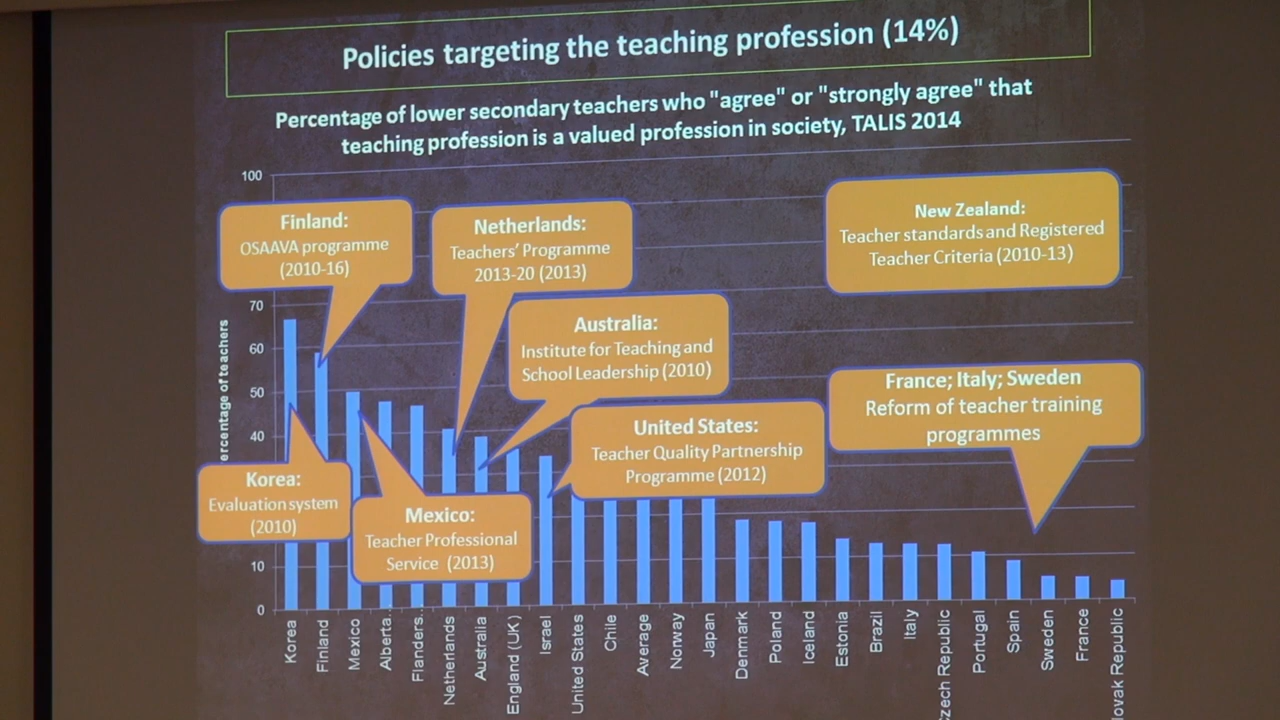 Policies targeting the teaching profession (14%)
Percentage of lower secondary teachers who "agree" or "strongly agree" that
teaching profession is a valued profession in society, TALIS 2014
100
Finland:
OSAAVA programme
(2010-16)
Netherlands:
Teachers' Programme
2013-20 (2013)
New Zealand:
Teacher standards and Registered
Teacher Criteria (2010-13)
70
60
50
40
10
0
ercentage of teachers
Australia:
Institute for Teaching and
School Leadership (2010)
France; Italy; Sweden
Reform of teacher training
programmes
United States:
Teacher Quality Partnership
Programme (2012)
Korea:
Evaluation system
(2010)
Mexico:
Teacher Professional
Service (2013)
Korea
Finland
Mexico
Alberta..
Flanders..
Netherlands
Australia
England (UK)
Israel
United States
Chile
Average
Norway
Japan
Denmark
Poland
Iceland
Estonia
Brazil
Italy
Czech Republic
Portugal
Spain
Sweden
France
lovak Republic